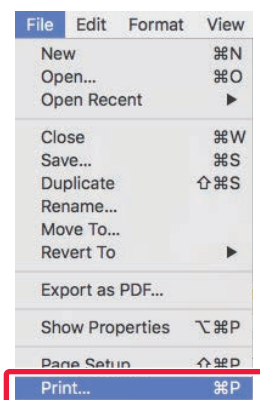 File Edit Format View
New ⌘N
Open... ⌘O
Open Recent ▶
Close ⌘W
Save... ⌘S
Duplicate ⇧⌘S
Rename...
Move To...
Revert To ▶
Export as PDF...
Show Properties ⌥⌘P
Page Setup ⇧⌘P
Print... ⌘P